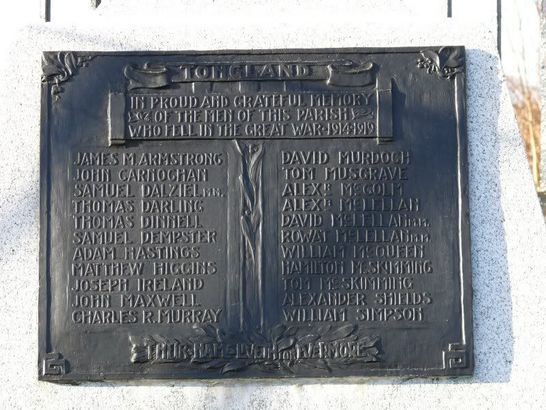 TONGLAND
IN PROUD AND GRATEFUL MEMORY
OF THE MEN OF THIS PARISH
WHO FELL IN THE GREAT WAR·1914·1919
JAMES M. ARMSTRONG
JOHN CARNOCHAN
SAMUEL DALZIEL M.M.
THOMAS DARLING
THOMAS DINNELL
SAMUEL DEMPSTER
ADAM HASTINGS
MATTHEW HIGGINS
JOSEPH IRELAND
JOHN MAXWELL
CHARLES R. MURRAY
DAVID MURDOCH
TOM MUSGRAVE
ALEXR McCOLM
ALEXR McLELLAN
DAVID McLELLAN M.M.
ROWAT McLELLAN M.M.
WILLIAM McQUEEN
HAMILTON McSKIMMING
TOM McSKIMMING
ALEXANDER SHIELDS
WILLIAM SIMPSON
THEIR NAME LIVETH FOR EVERMORE